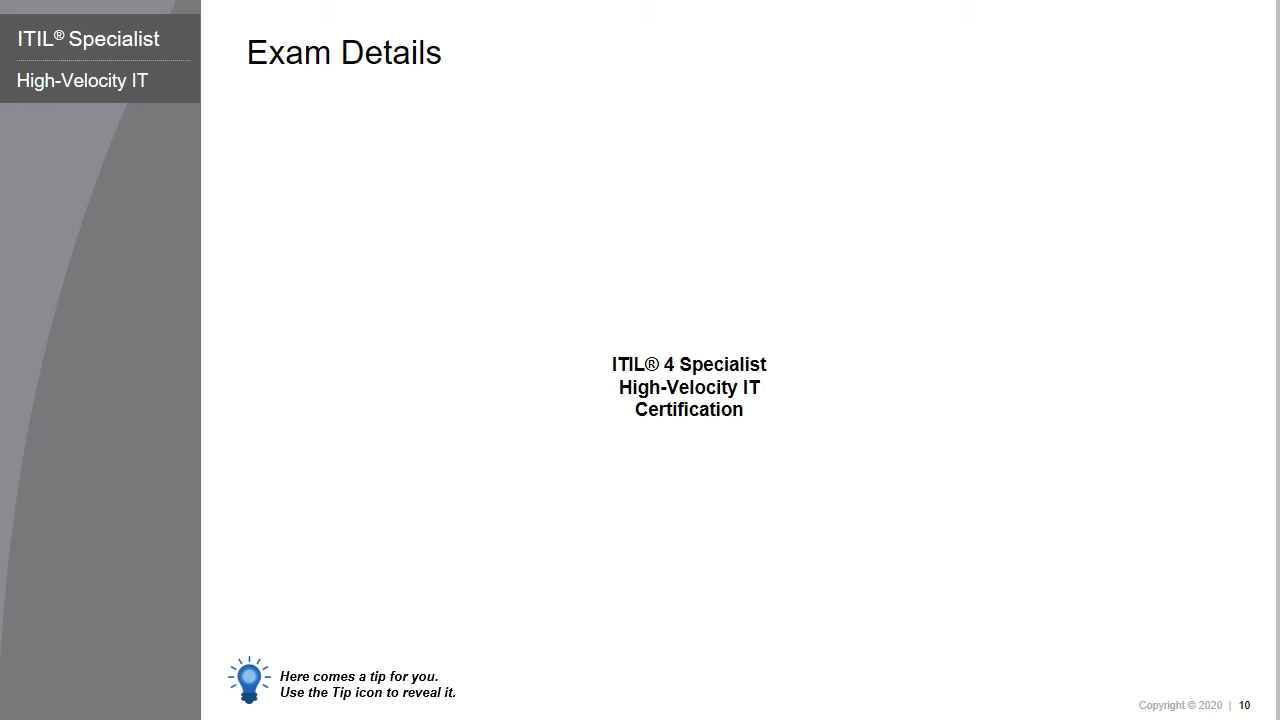 ITIL® Specialist
High-Velocity IT
Exam Details
ITIL® 4 Specialist
High-Velocity IT
Certification
Here comes a tip for you.
Use the Tip icon to reveal it.
Copyright © 2020 | 10